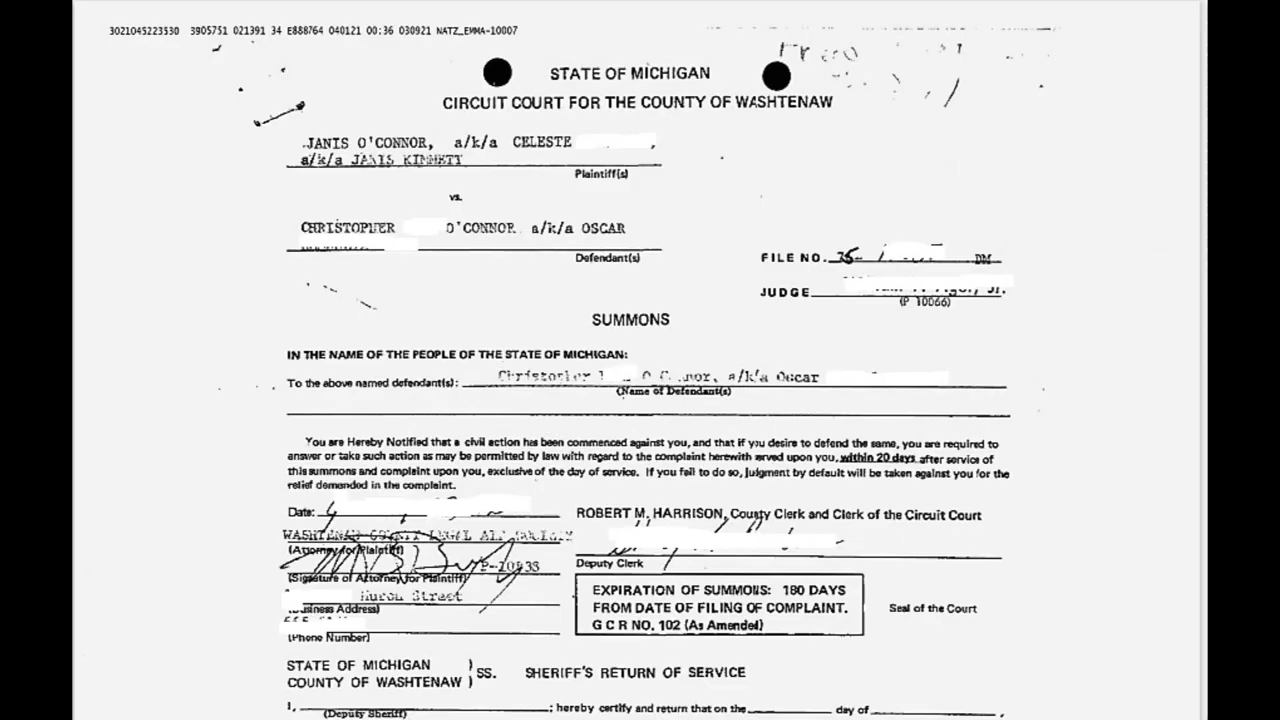 3021045223530 3905751 021391 34 E888764 040121 00:36 030921 NATZ_EMMA-10007
STATE OF MICHIGAN
CIRCUIT COURT FOR THE COUNTY OF WASHTENAW
JANIS O'CONNOR, a/k/a CELESTE ,
a/k/a JANIS KIMMETT
Plaintiff(s)
vs.
CHRISTOPHER O'CONNOR a/k/a OSCAR
Defendant(s)
FILE NO. DM
JUDGE Jr.
(P 10066)
SUMMONS
IN THE NAME OF THE PEOPLE OF THE STATE OF MICHIGAN:
To the above named defendant(s): Christopher O'Connor, a/k/a Oscar
(Name of Defendant(s)
You are Hereby Notified that a civil action has been commenced against you, and that if you desire to defend the same, you are required to
answer or take such action as may be permitted by law with regard to the complaint herewith served upon you, within 20 days after service of
this summons and complaint upon you, exclusive of the day of service. If you fail to do so, judgment by default will be taken against you for the
relief demanded in the complaint.
Date:
ROBERT M. HARRISON, County Clerk and Clerk of the Circuit Court
WASHTENAW COUNTY LEGAL AID SOCIETY
(Attorney for Plaintiff)
Deputy Clerk
(Signature of Attorney for Plaintiff)
Huron Street
(Business Address)
(Phone Number)
EXPIRATION OF SUMMONS: 180 DAYS
FROM DATE OF FILING OF COMPLAINT.
G C R NO. 102 (As Amended)
Seal of the Court
STATE OF MICHIGAN )
COUNTY OF WASHTENAW ) SS. SHERIFF'S RETURN OF SERVICE
I, ; hereby certify and return that on the day of ,
(Deputy Sheriff)